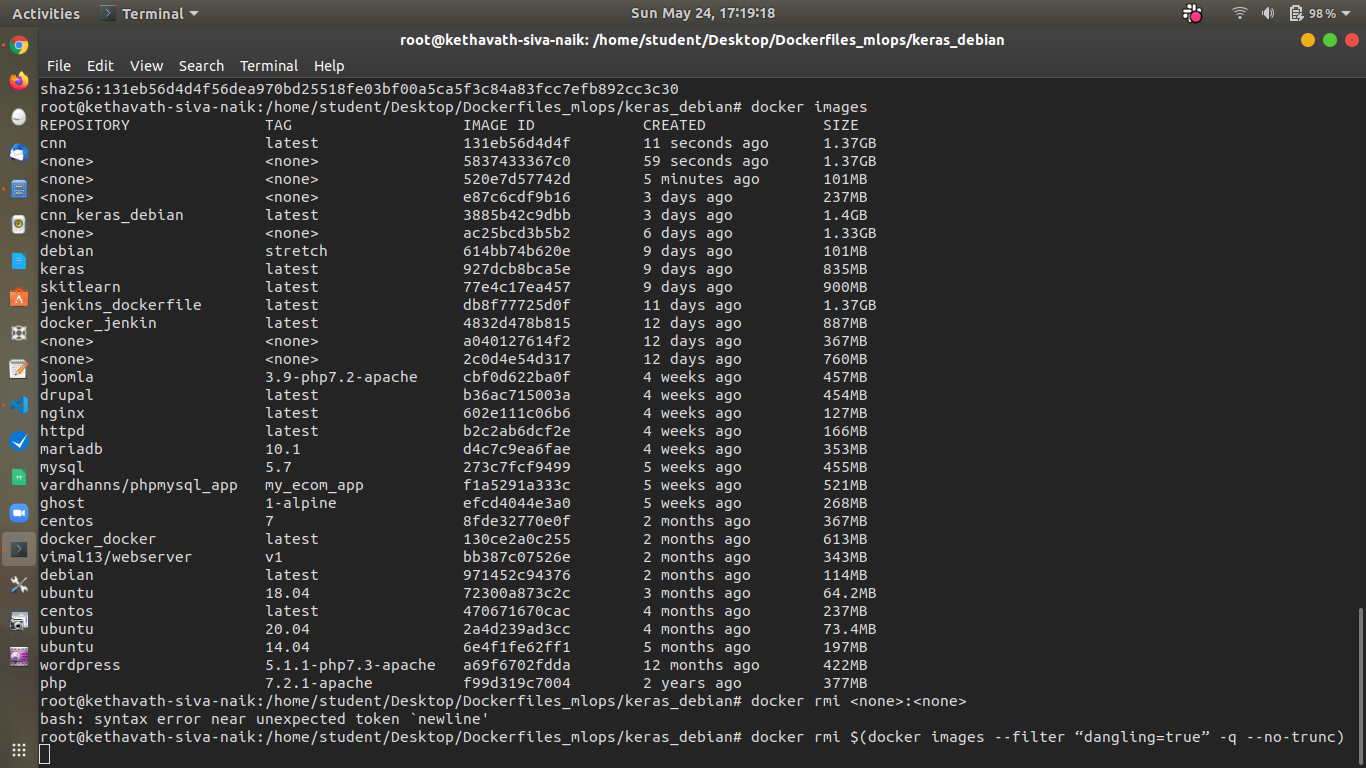 Activities Terminal Sun May 24, 17:19:18 98%
root@kethavath-siva-naik: /home/student/Desktop/Dockerfiles_mlops/keras_debian
File Edit View Search Terminal Help
sha256:131eb56d4d4f56dea970bd25518fe03bf00a5ca5f3c84a83fcc7efb892cc3c30
root@kethavath-siva-naik:/home/student/Desktop/Dockerfiles_mlops/keras_debian# docker images
REPOSITORY TAG IMAGE ID CREATED SIZE
cnn latest 131eb56d4d4f 11 seconds ago 1.37GB
<none> <none> 5837433367c0 59 seconds ago 1.37GB
<none> <none> 520e7d57742d 5 minutes ago 101MB
<none> <none> e87c6cdf9b16 3 days ago 237MB
cnn_keras_debian latest 3885b42c9dbb 3 days ago 1.4GB
<none> <none> ac25bcd3b5b2 6 days ago 1.33GB
debian stretch 614bb74b620e 9 days ago 101MB
keras latest 927dcb8bca5e 9 days ago 835MB
skitlearn latest 77e4c17ea457 9 days ago 900MB
jenkins_dockerfile latest db8f77725d0f 11 days ago 1.37GB
docker_jenkin latest 4832d478b815 12 days ago 887MB
<none> <none> a040127614f2 12 days ago 367MB
<none> <none> 2c0d4e54d317 12 days ago 760MB
joomla 3.9-php7.2-apache cbf0d622ba0f 4 weeks ago 457MB
drupal latest b36ac715003a 4 weeks ago 454MB
nginx latest 602e111c06b6 4 weeks ago 127MB
httpd latest b2c2ab6dcf2e 4 weeks ago 166MB
mariadb 10.1 d4c7c9ea6fae 4 weeks ago 353MB
mysql 5.7 273c7fcf9499 5 weeks ago 455MB
vardhanns/phpmysql_app my_ecom_app f1a5291a333c 5 weeks ago 521MB
ghost 1-alpine efcd4044e3a0 5 weeks ago 268MB
centos 7 8fde32770e0f 2 months ago 367MB
docker_docker latest 130ce2a0c255 2 months ago 613MB
vimal13/webserver v1 bb387c07526e 2 months ago 343MB
debian latest 971452c94376 2 months ago 114MB
ubuntu 18.04 72300a873c2c 3 months ago 64.2MB
centos latest 470671670cac 4 months ago 237MB
ubuntu 20.04 2a4d239ad3cc 4 months ago 73.4MB
ubuntu 14.04 6e4f1fe62ff1 5 months ago 197MB
wordpress 5.1.1-php7.3-apache a69f6702fdda 12 months ago 422MB
php 7.2.1-apache f99d319c7004 2 years ago 377MB
root@kethavath-siva-naik:/home/student/Desktop/Dockerfiles_mlops/keras_debian# docker rmi <none>:<none>
bash: syntax error near unexpected token `newline'
root@kethavath-siva-naik:/home/student/Desktop/Dockerfiles_mlops/keras_debian# docker rmi $(docker images --filter “dangling=true” -q --no-trunc)